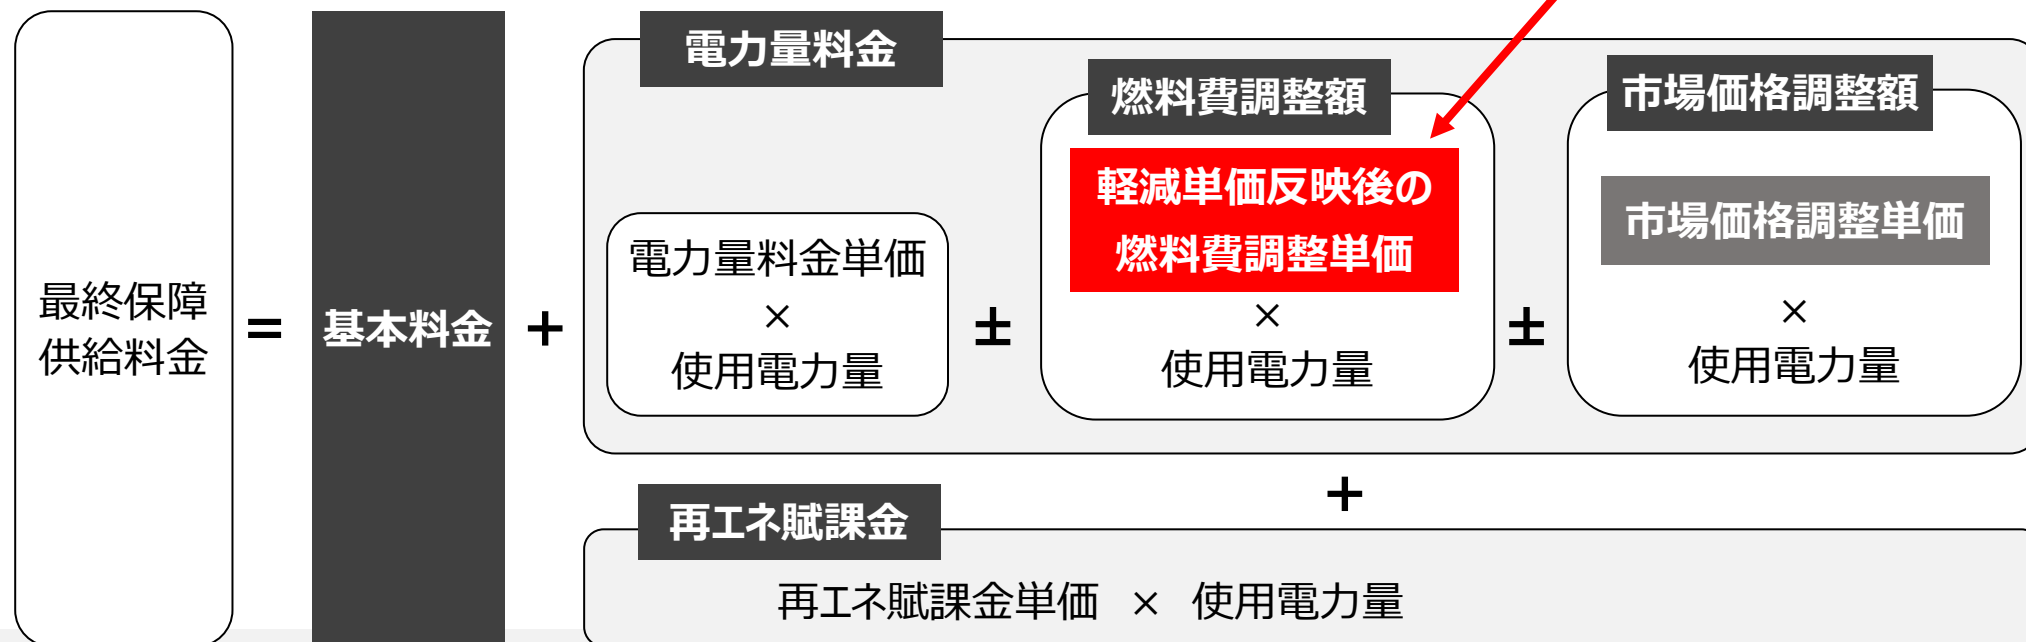 最終保障
供給料金
＝
基本料金
＋
電力量料金
電力量料金単価
×
使用電力量
±
燃料費調整額
軽減単価反映後の
燃料費調整単価
×
使用電力量
±
市場価格調整額
市場価格調整単価
×
使用電力量
＋
再エネ賦課金
再エネ賦課金単価 × 使用電力量